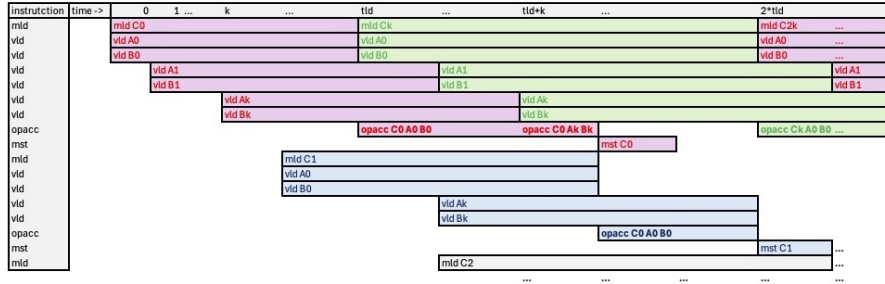 instrutction time -> 0 1 ... k ... tld ... tld+k ... 2*tld
mld mld C0 mld Ck mld C2k ...
vld vld A0 vld A0 vld A0 ...
vld vld B0 vld B0 vld B0 ...
vld vld A1 vld A1 vld A1
vld vld B1 vld B1 vld B1
vld vld Ak vld Ak
vld vld Bk vld Bk
opacc opacc C0 A0 B0 opacc C0 Ak Bk opacc Ck A0 B0 ...
mst mst C0
mld mld C1
vld vld A0
vld vld B0
vld vld Ak
vld vld Bk
opacc opacc C0 A0 B0
mst mst C1 ...
mld mld C2 ...
... ... ... ... ...